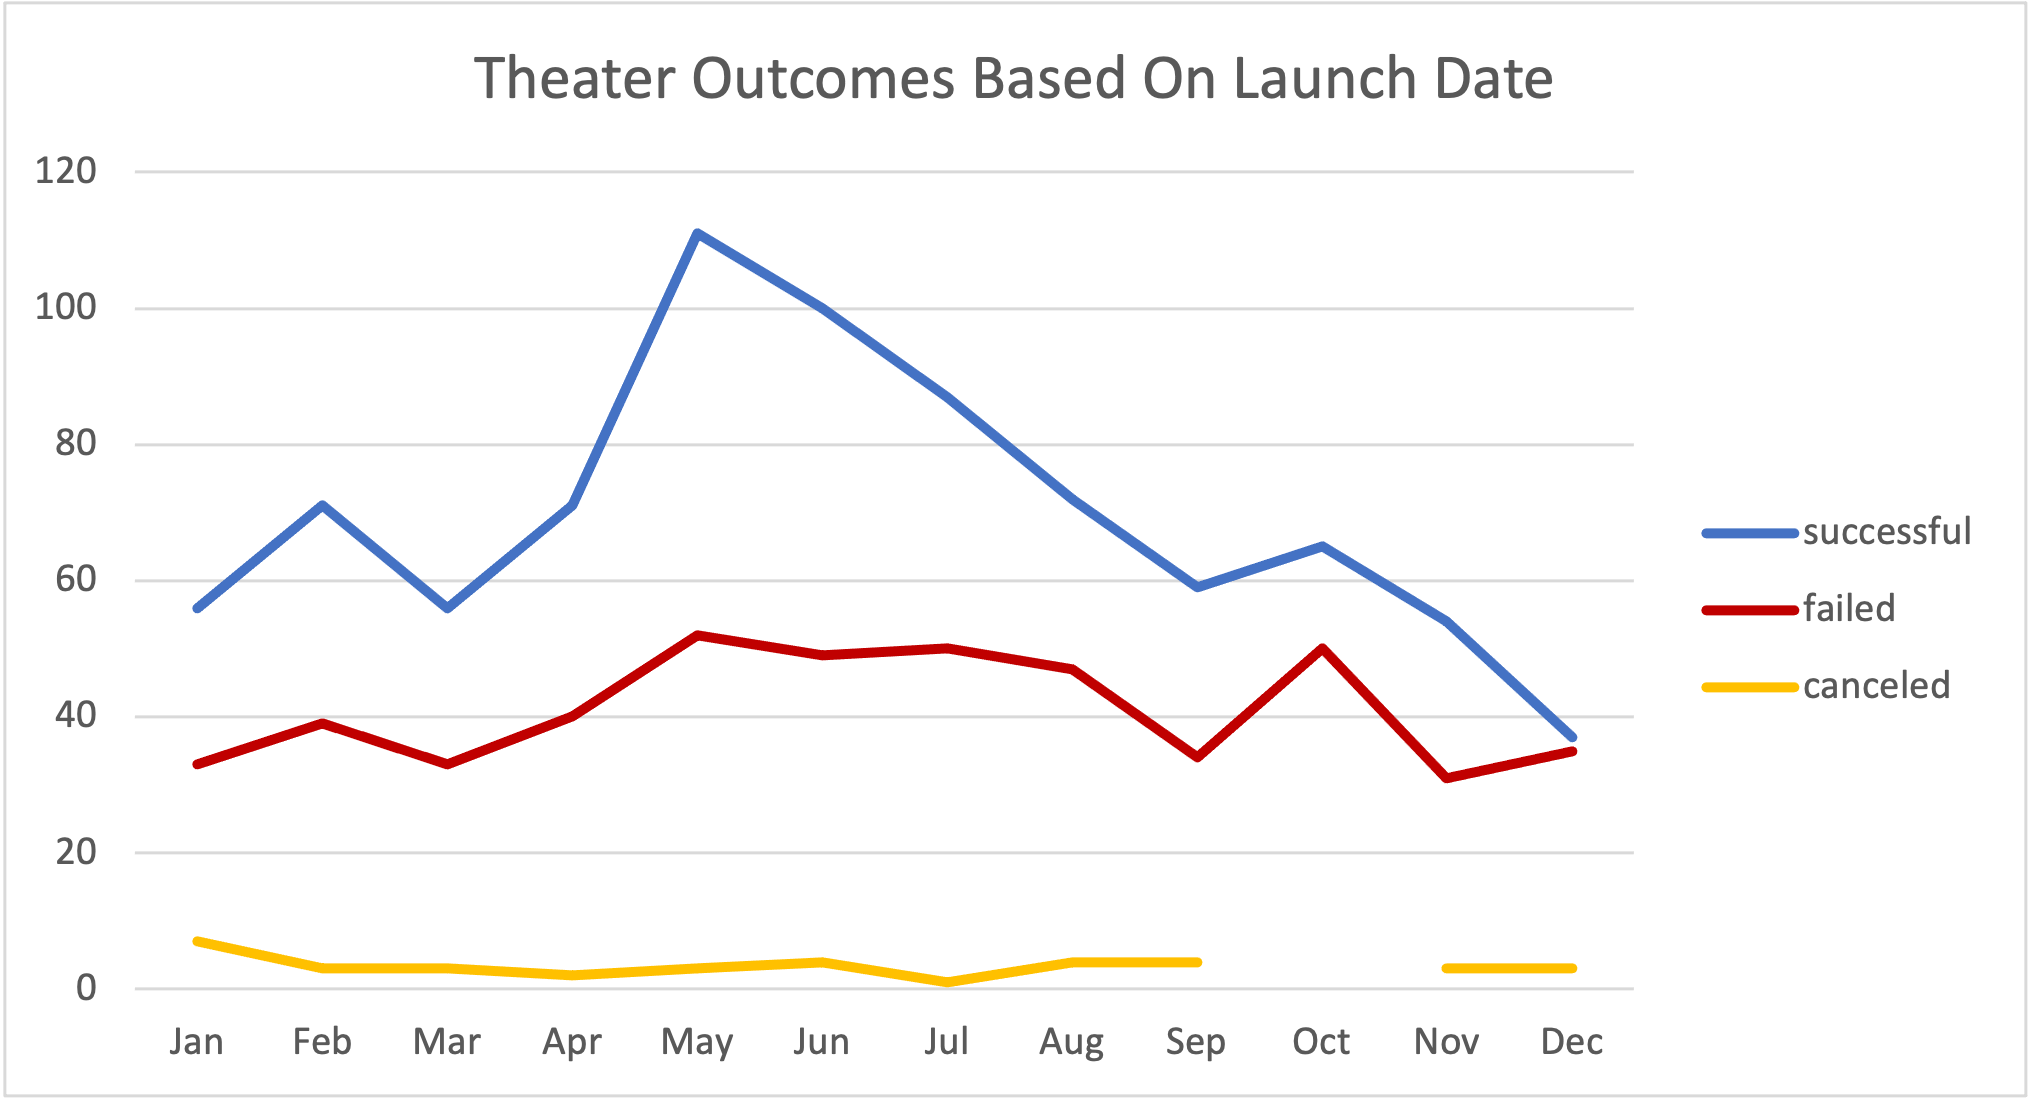 Theater Outcomes Based On Launch Date
120
100
80
60
40
20
0
Jan Feb Mar Apr May Jun Jul Aug Sep Oct Nov Dec
successful
failed
canceled